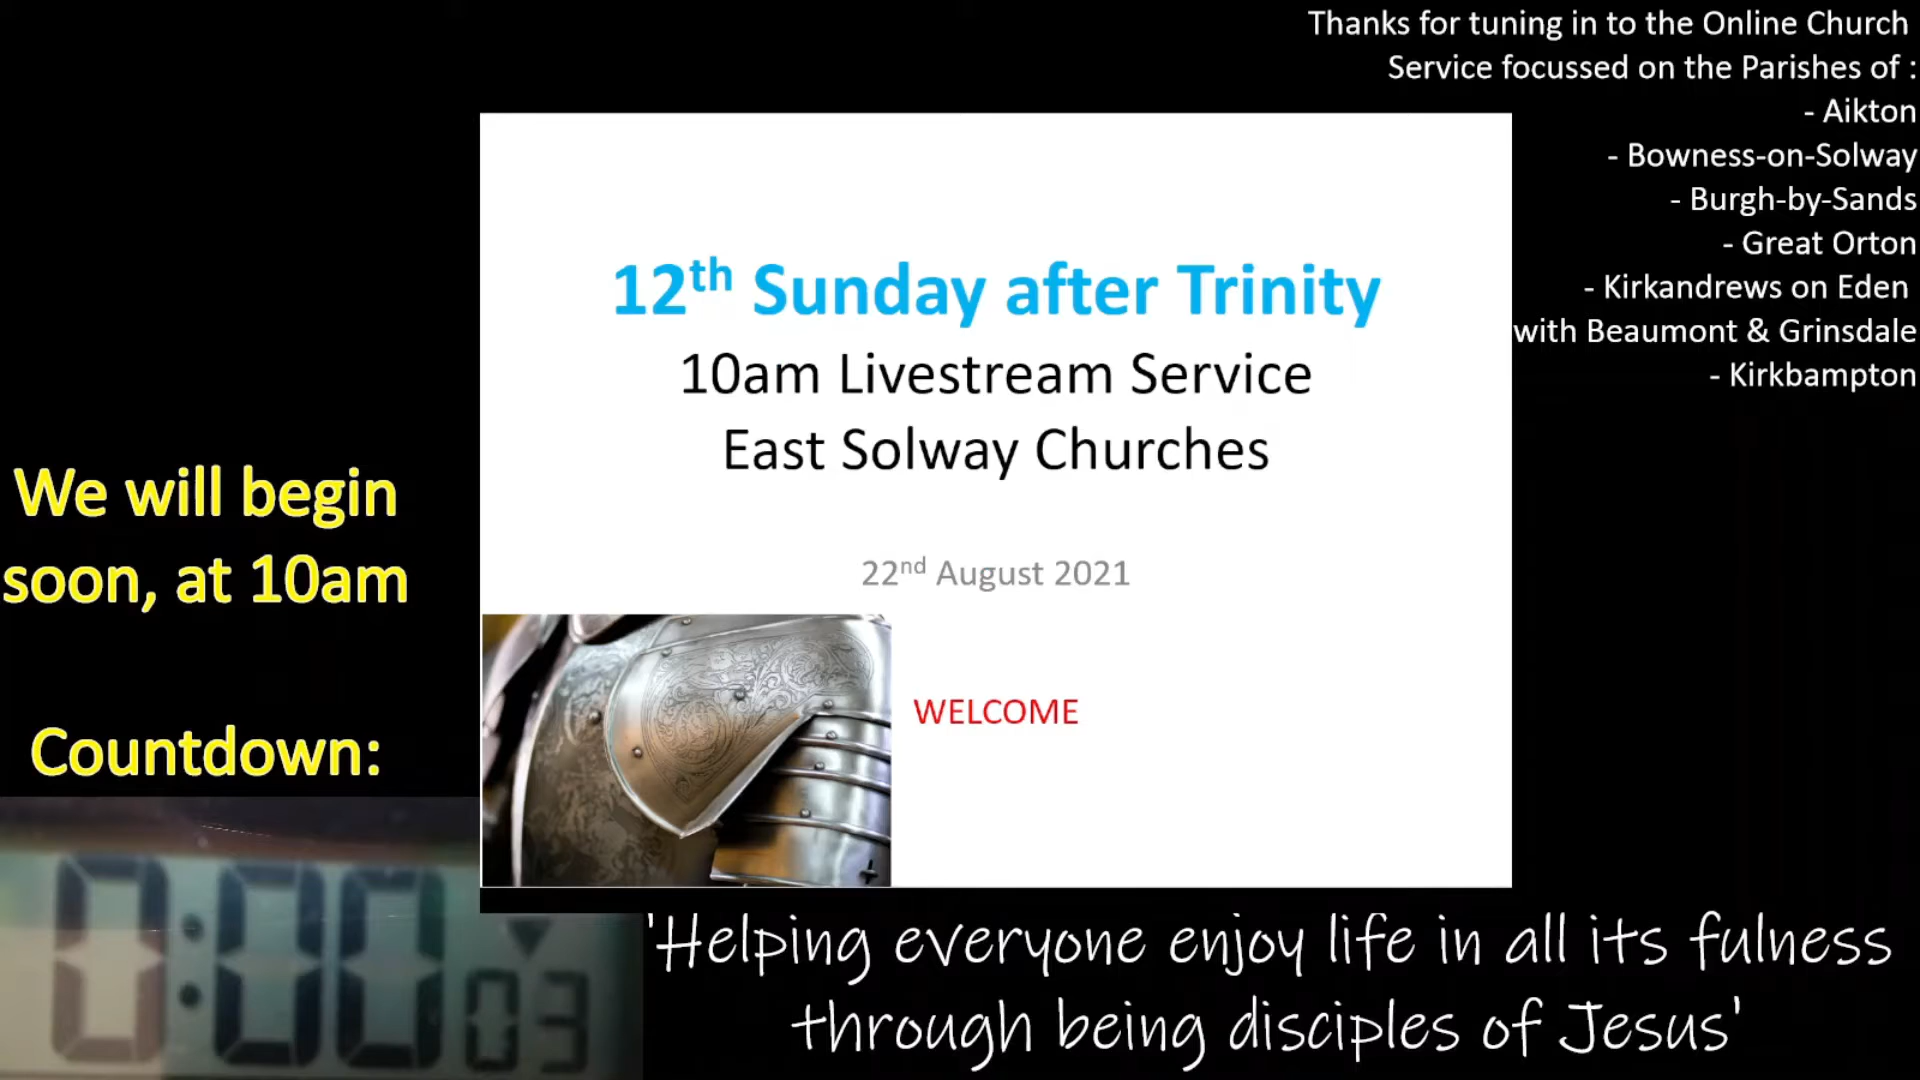 Thanks for tuning in to the Online Church
Service focussed on the Parishes of :
- Aikton
- Bowness-on-Solway
- Burgh-by-Sands
- Great Orton
- Kirkandrews on Eden
with Beaumont & Grinsdale
- Kirkbampton
12th Sunday after Trinity
10am Livestream Service
East Solway Churches
22nd August 2021
WELCOME
We will begin
soon, at 10am
Countdown:
0:00 03
'Helping everyone enjoy life in all its fulness
through being disciples of Jesus'